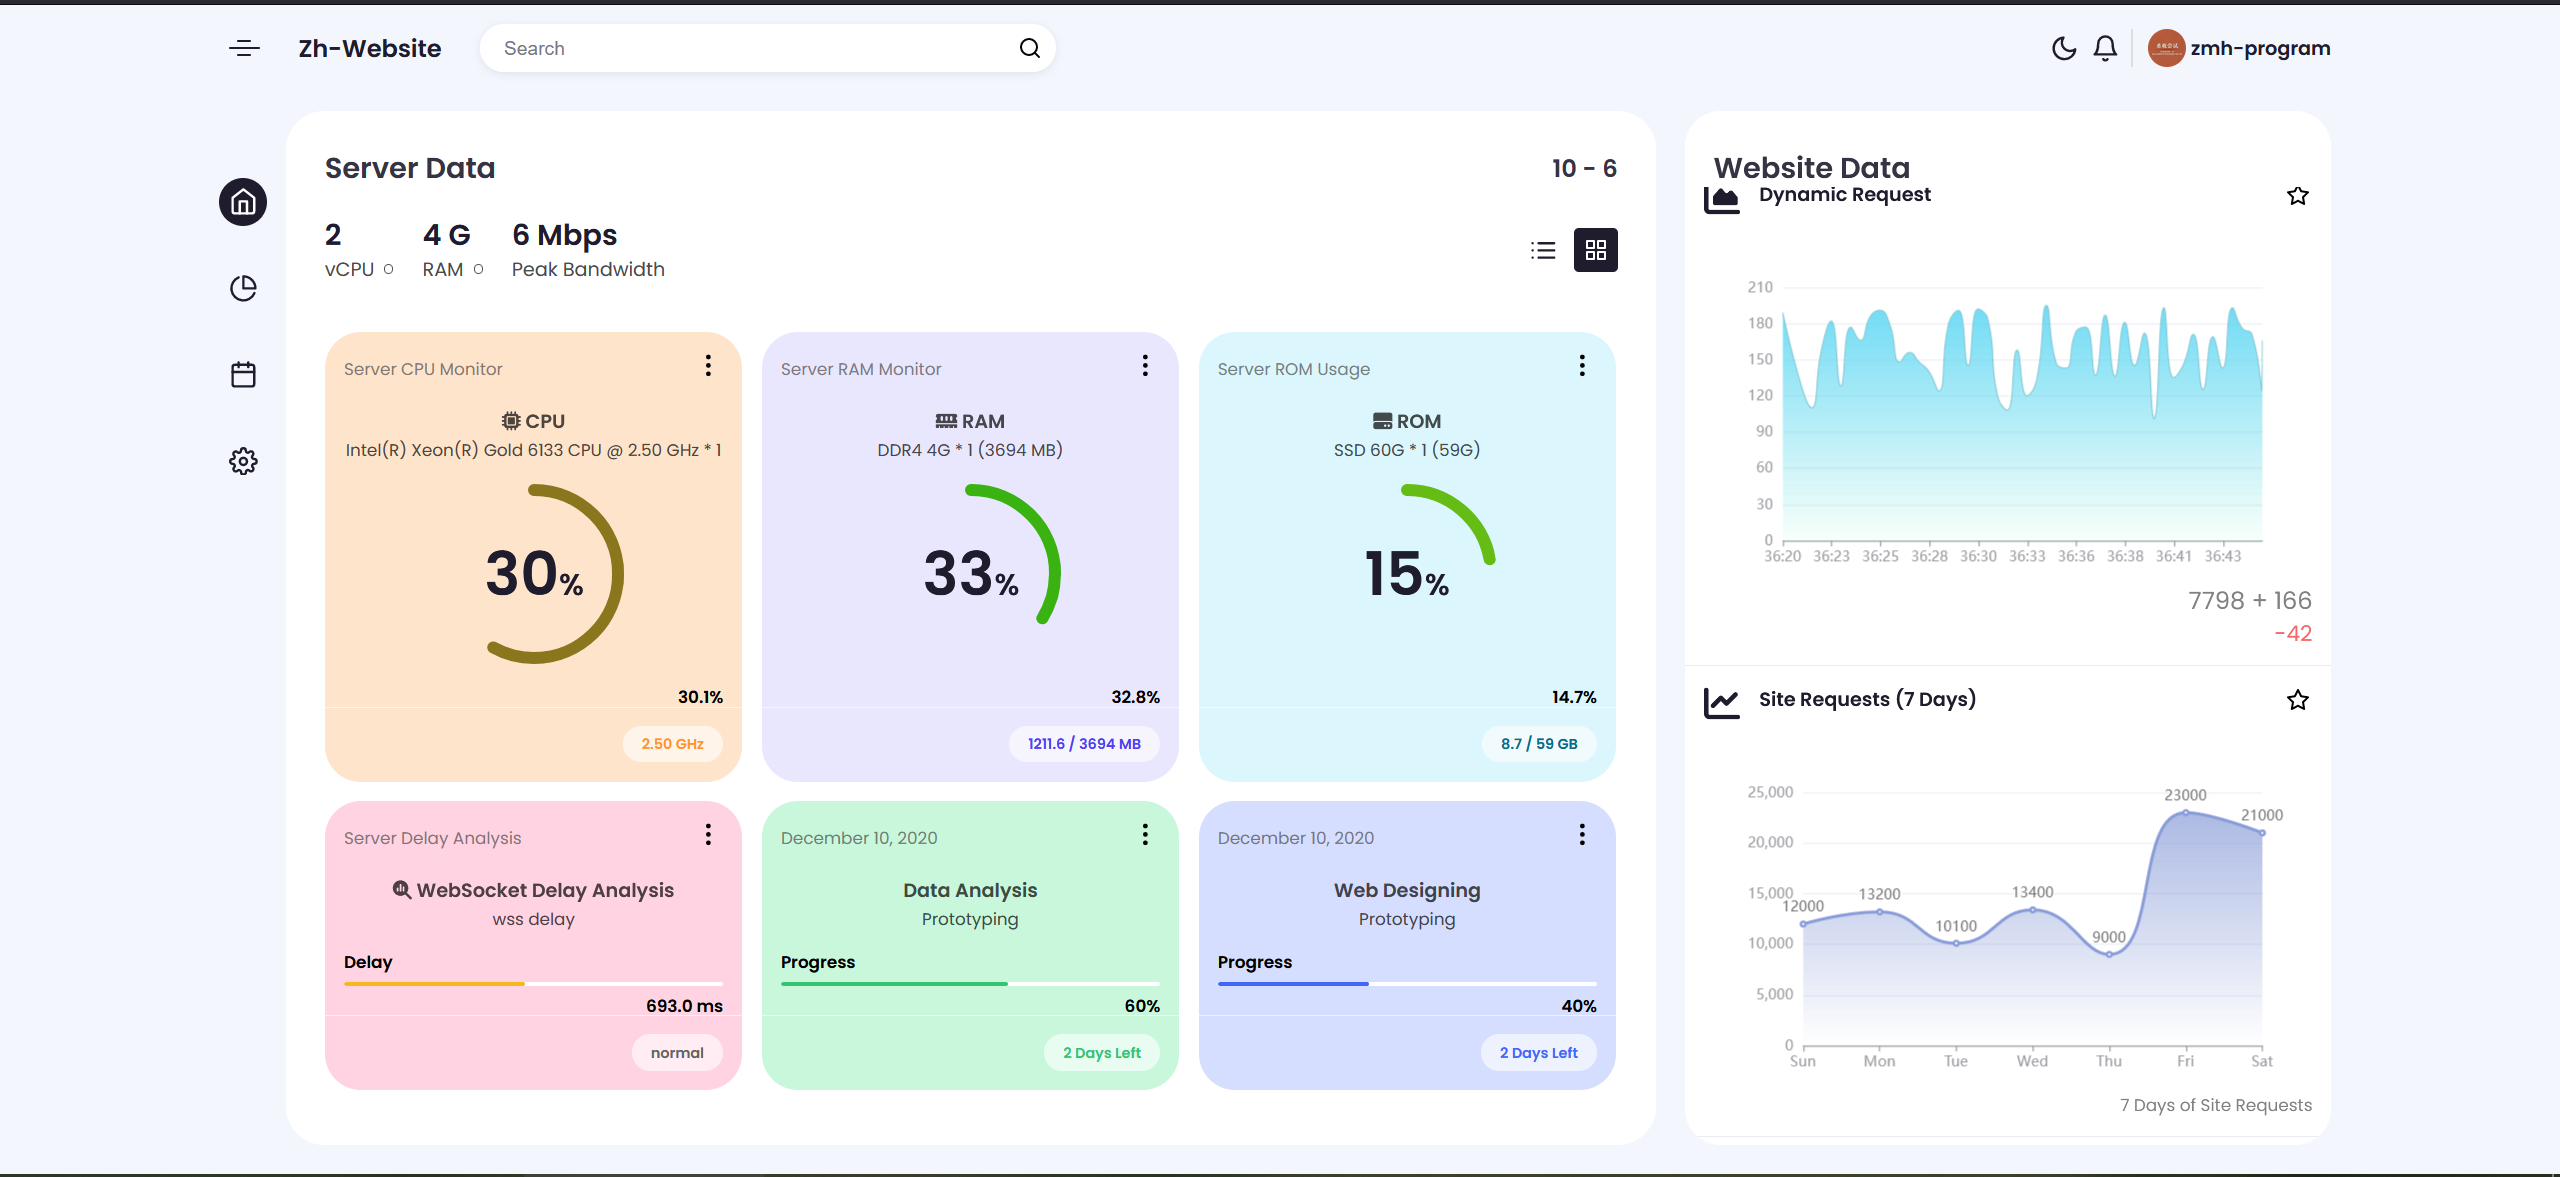 Zh-Website
Search
zmh-program
Server Data
10 - 6
2
vCPU
4 G
RAM
6 Mbps
Peak Bandwidth
Server CPU Monitor
CPU
Intel(R) Xeon(R) Gold 6133 CPU @ 2.50 GHz * 1
30%
30.1%
2.50 GHz
Server RAM Monitor
RAM
DDR4 4G * 1 (3694 MB)
33%
32.8%
1211.6 / 3694 MB
Server ROM Usage
ROM
SSD 60G * 1 (59G)
15%
14.7%
8.7 / 59 GB
Server Delay Analysis
WebSocket Delay Analysis
wss delay
Delay
693.0 ms
normal
December 10, 2020
Data Analysis
Prototyping
Progress
60%
2 Days Left
December 10, 2020
Web Designing
Prototyping
Progress
40%
2 Days Left
Website Data
Dynamic Request
210
180
150
120
90
60
30
0
36:20 36:23 36:25 36:28 36:30 36:33 36:36 36:38 36:41 36:43
7798 + 166
-42
Site Requests (7 Days)
25,000
20,000
15,000
10,000
5,000
0
12000 13200 10100 13400 9000 23000 21000
Sun Mon Tue Wed Thu Fri Sat
7 Days of Site Requests